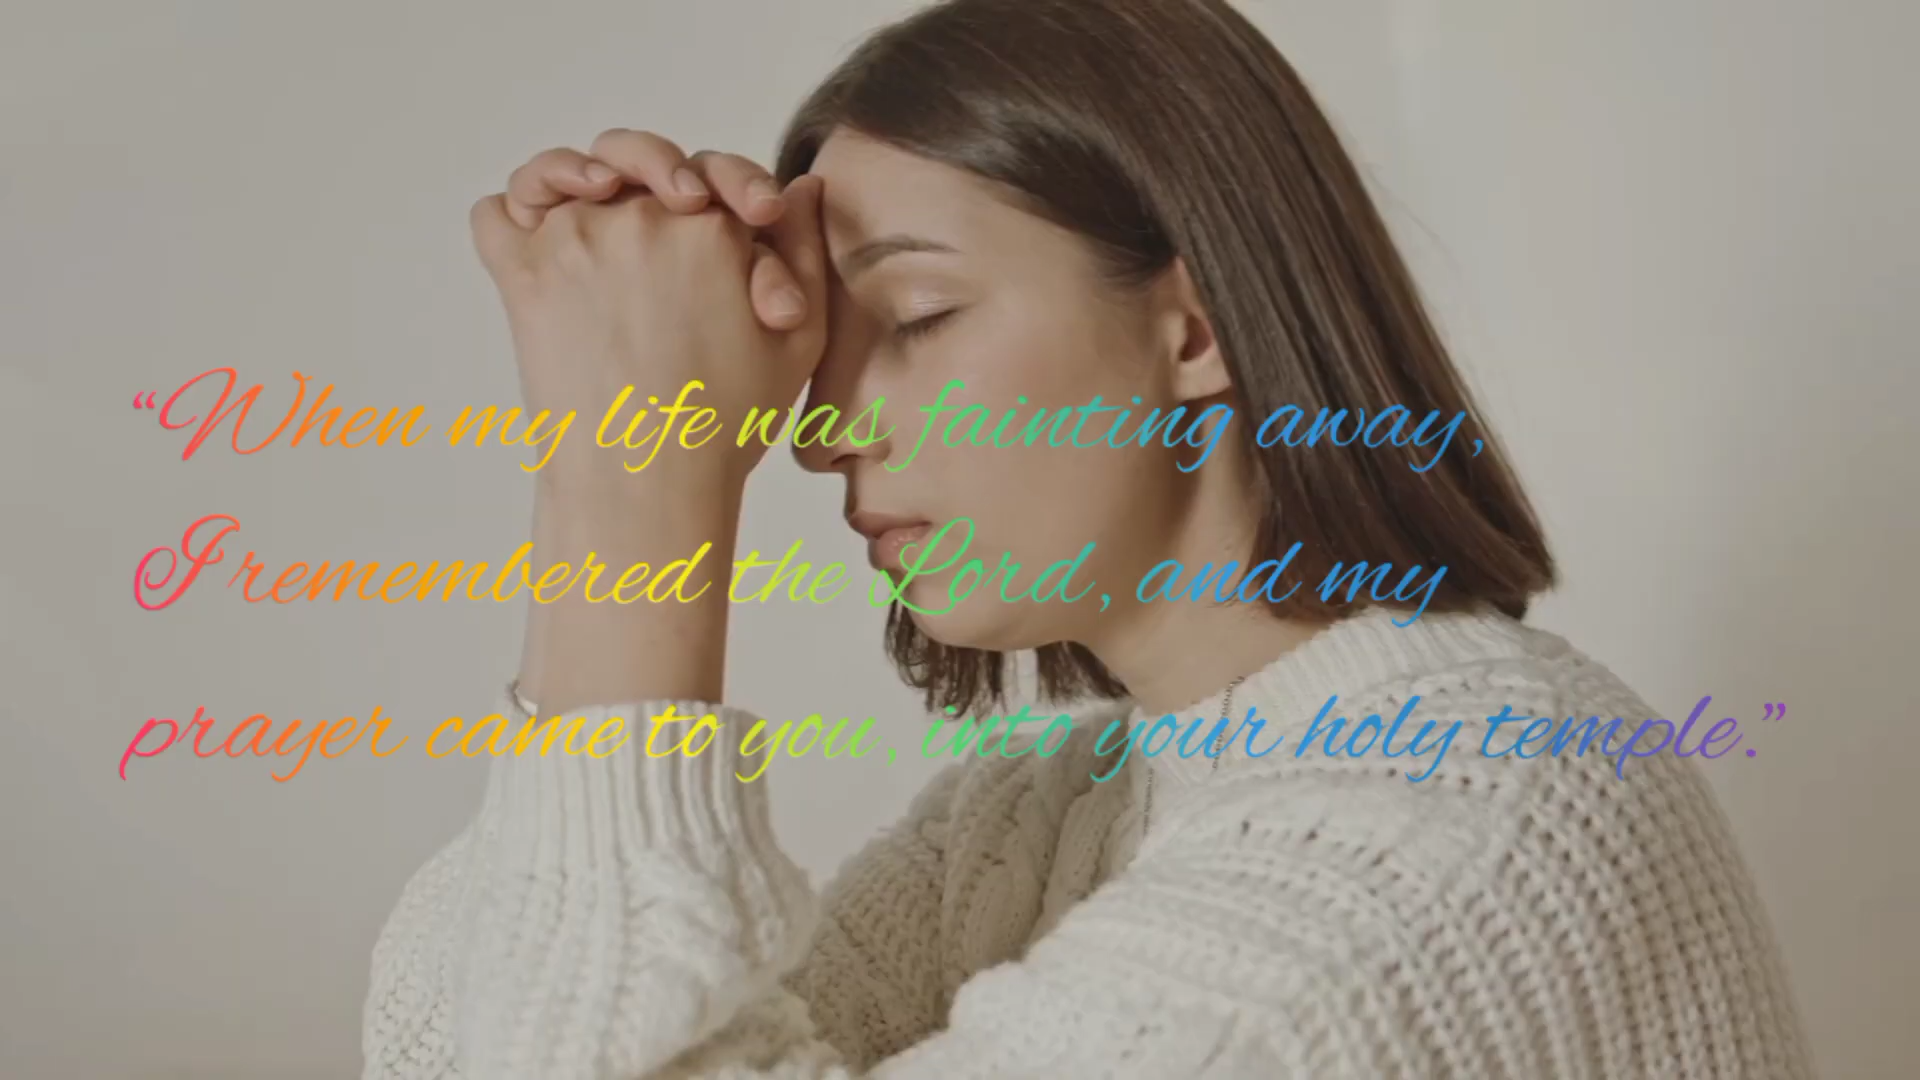 “When my life was fainting away,
I remembered the Lord, and my
prayer came to you, into your holy temple.”